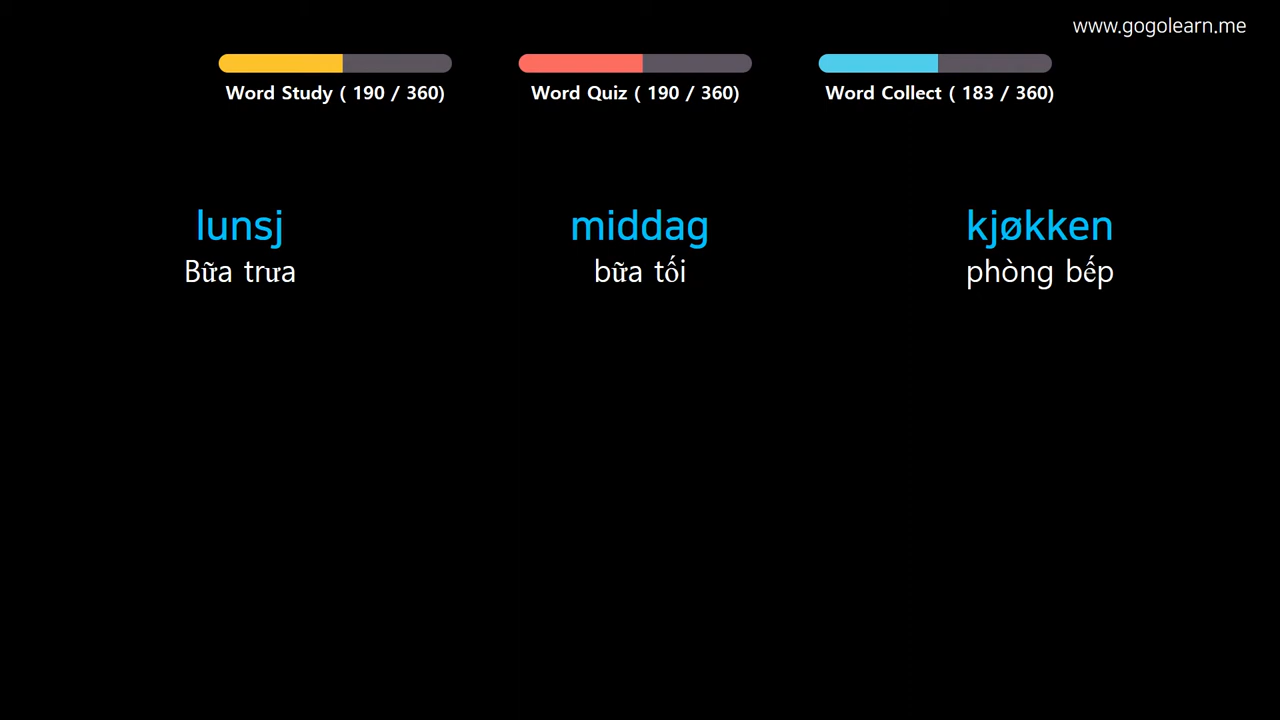 www.gogolearn.me
Word Study ( 190 / 360)
Word Quiz ( 190 / 360)
Word Collect ( 183 / 360)
lunsj
Bữa trưa
middag
bữa tối
kjøkken
phòng bếp